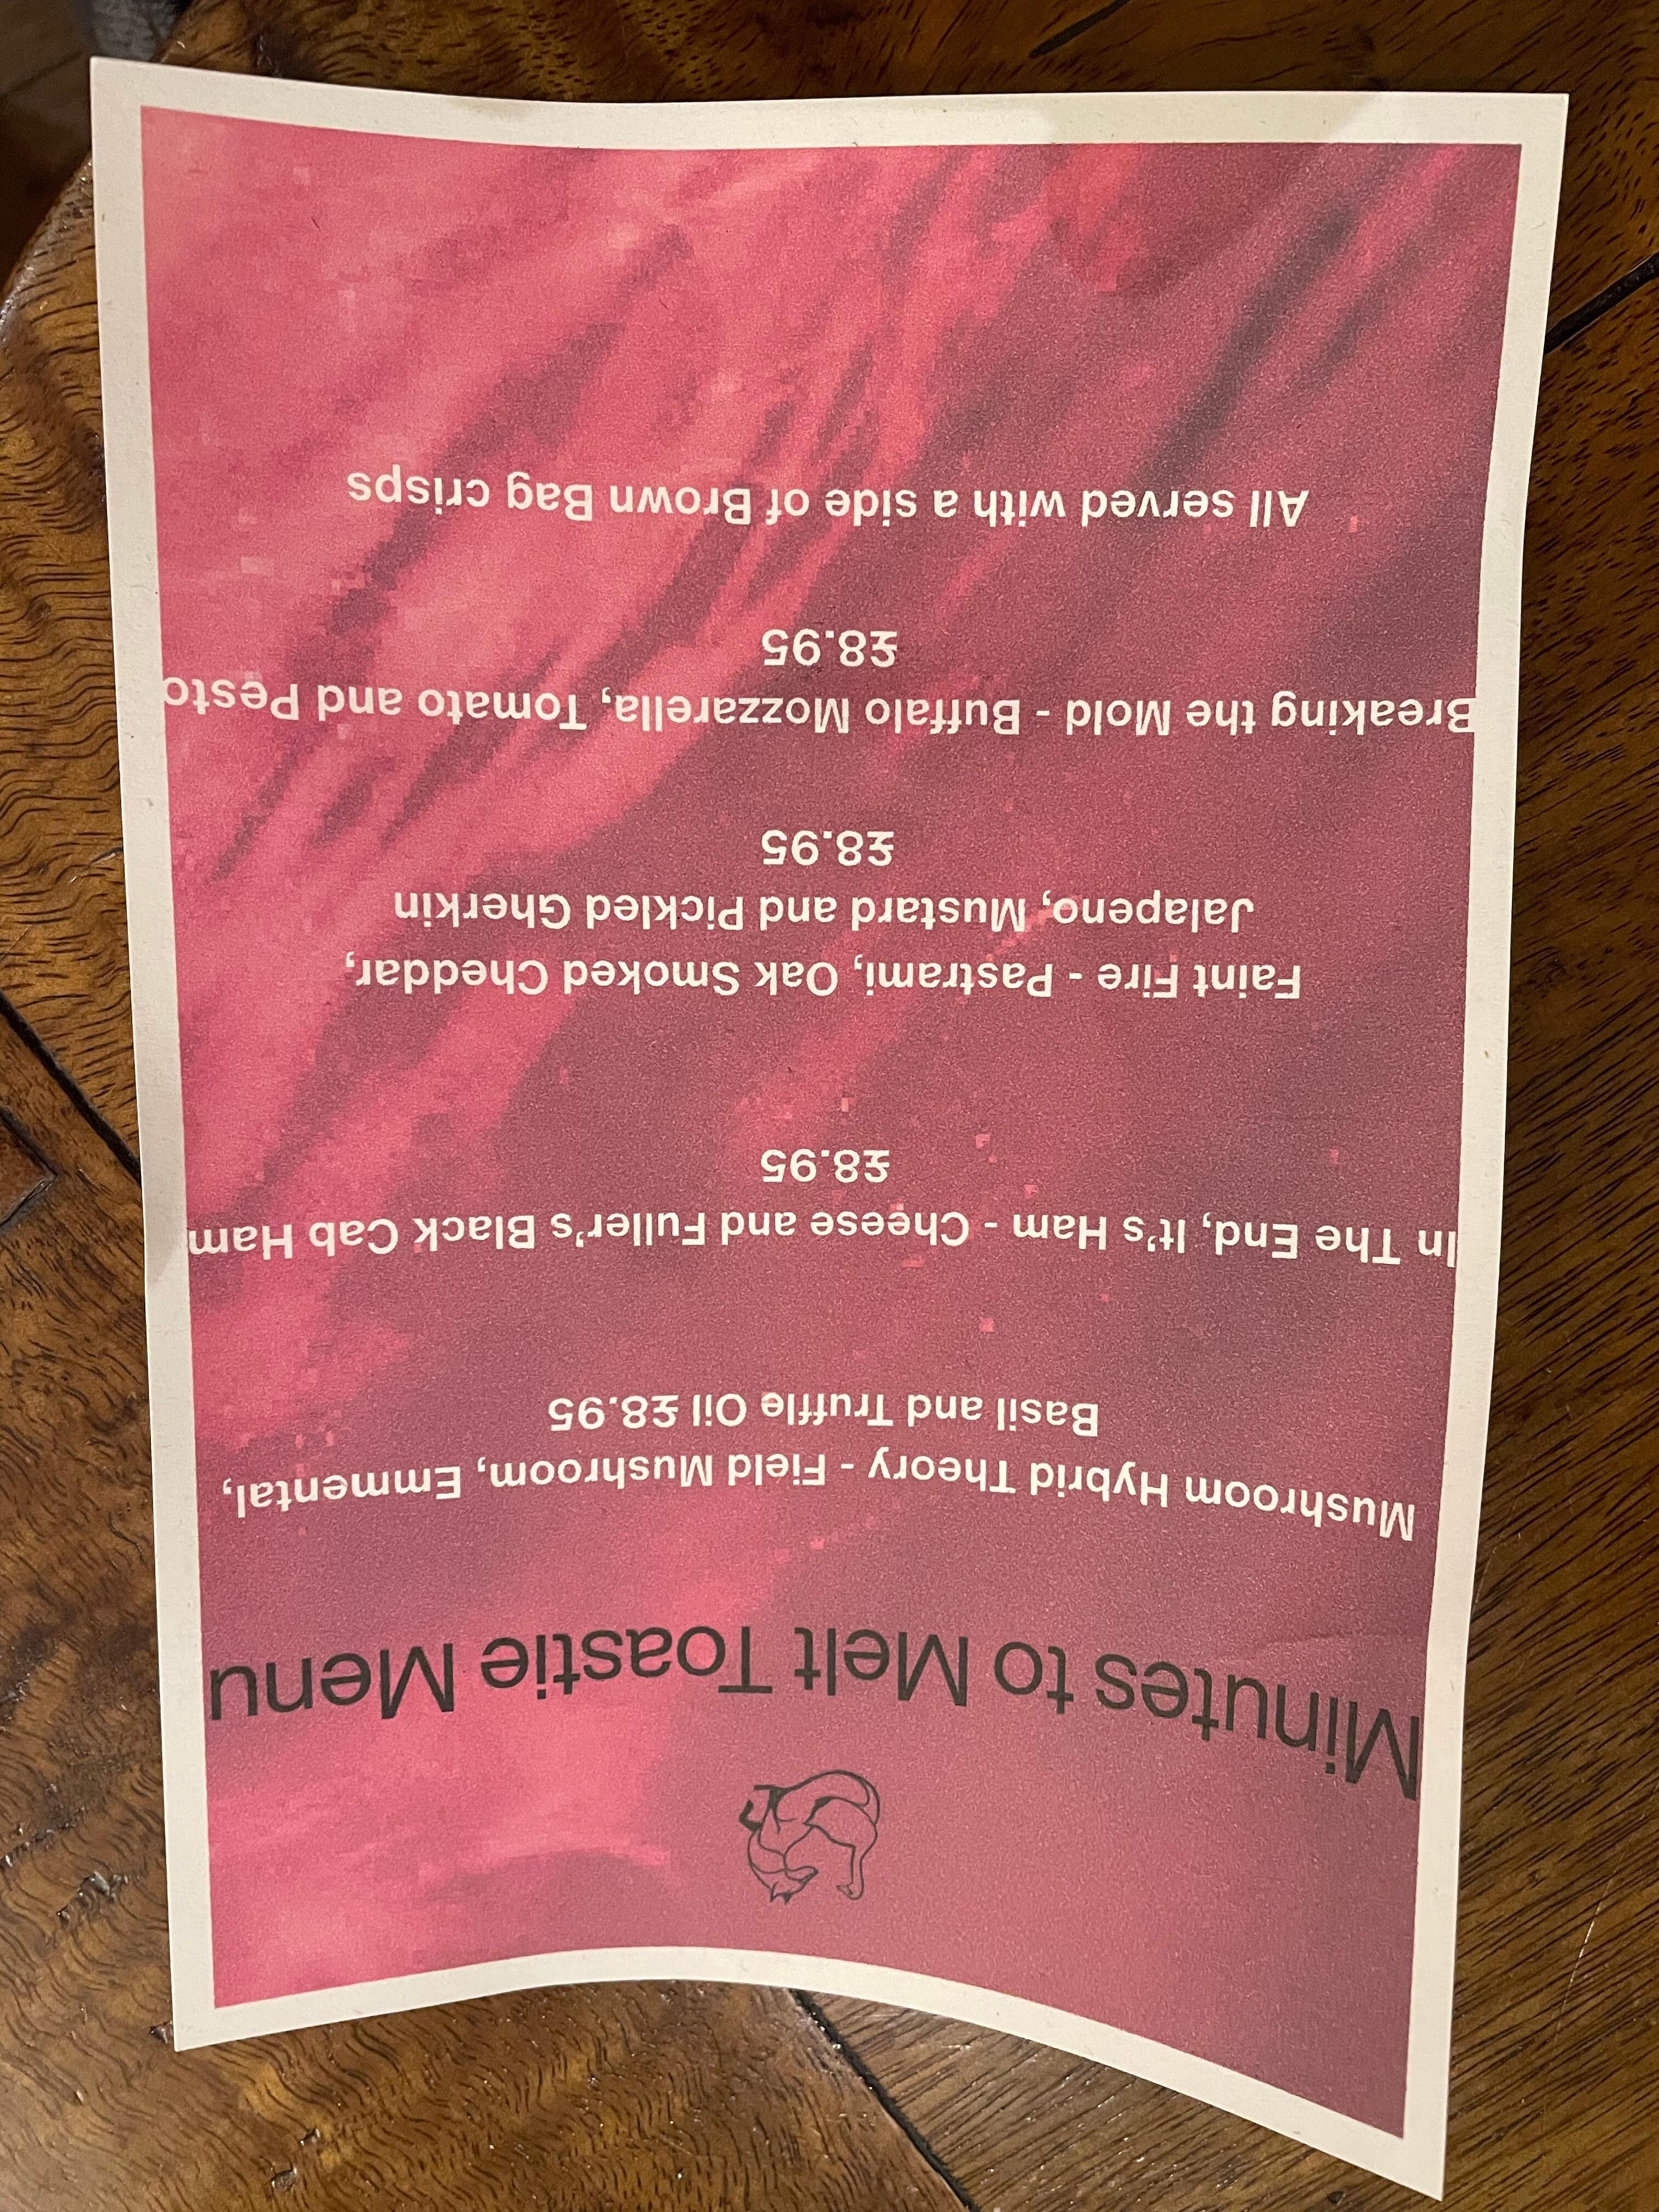 Minutes to Melt Toastie Menu
Mushroom Hybrid Theory - Field Mushroom, Emmental,
Basil and Truffle Oil £8.95
In The End, It's Ham - Cheese and Fuller's Black Cab Ham
£8.95
Faint Fire - Pastrami, Oak Smoked Cheddar,
Jalapeno, Mustard and Pickled Gherkin
£8.95
Breaking the Mold - Buffalo Mozzarella, Tomato and Pesto
£8.95
All served with a side of Brown Bag crisps